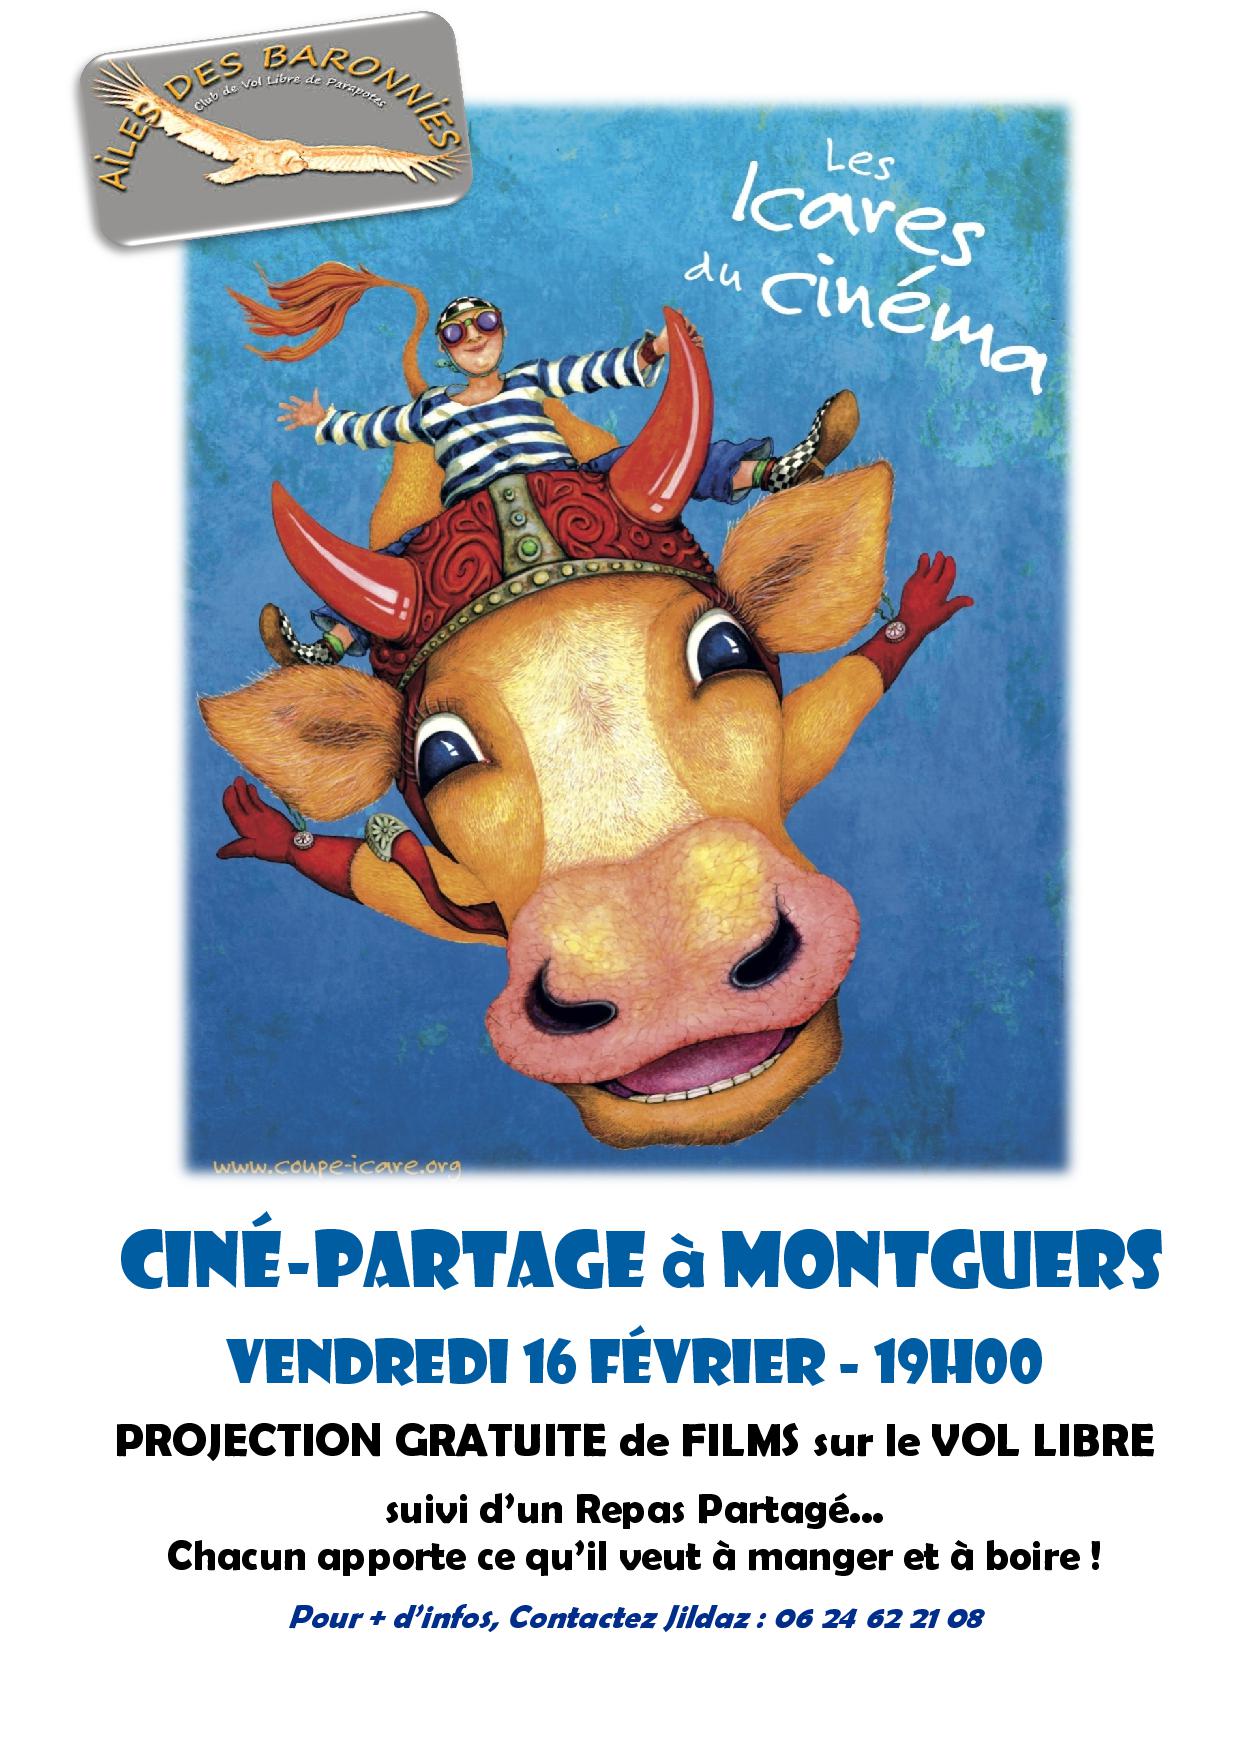 AiLES DES BARONNiES
Club de Vol Libre de Parapotes
Les
Icares
du cinéma
www.coupe-icare.org
CINÉ-PARTAGE à MONTGUERS
VENDREDI 16 FÉVRIER - 19H00
PROJECTION GRATUITE de FILMS sur le VOL LIBRE
suivi d’un Repas Partagé...
Chacun apporte ce qu’il veut à manger et à boire !
Pour + d’infos, Contactez Jildaz : 06 24 62 21 08